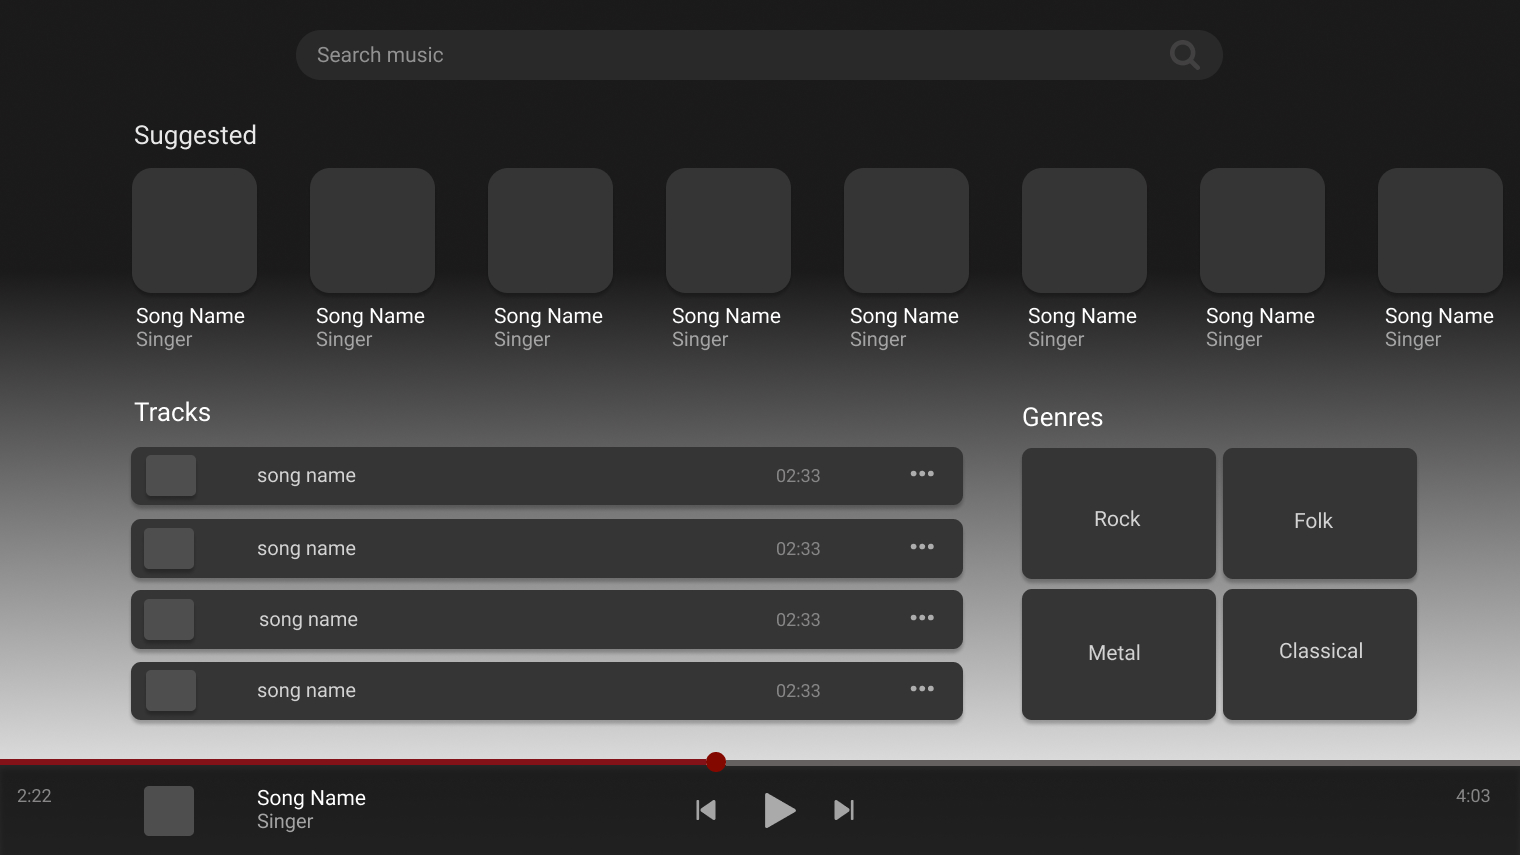 Search music
Suggested
Song Name Song Name Song Name Song Name Song Name Song Name Song Name Song Name
Singer Singer Singer Singer Singer Singer Singer Singer
Tracks
song name 02:33
song name 02:33
song name 02:33
song name 02:33
Genres
Rock Folk
Metal Classical
2:22
Song Name
Singer
4:03